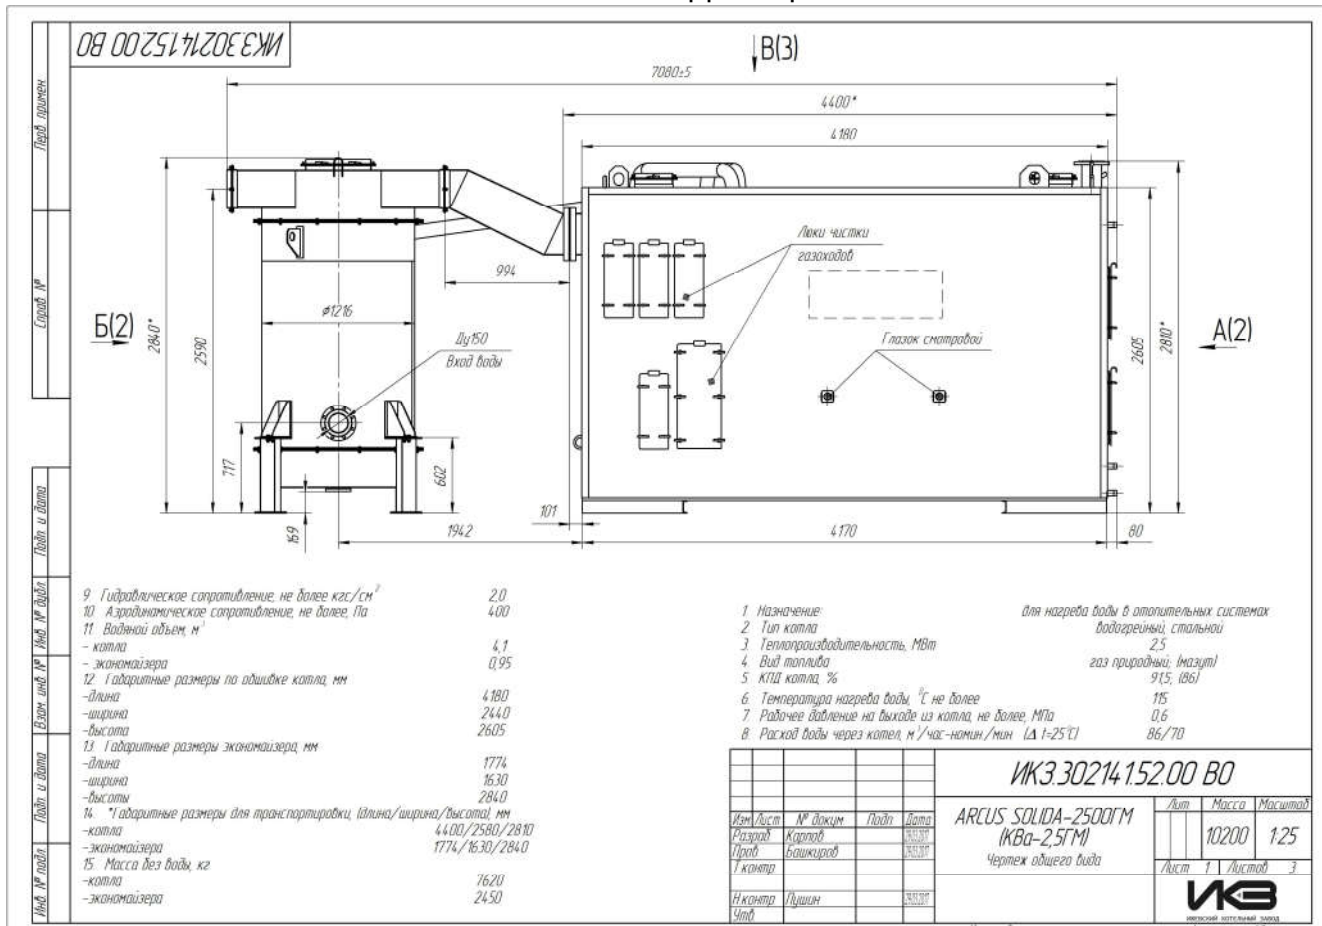 ИКЗ.302141.52.00 ВО
Перв. примен.
Справ. №
Подп. и дата
Инв. № дубл.
Взам. инв. №
Подп. и дата
Инв. № подл.
В(3)
7080±5
4400*
4180
Люки чистки
газоходов
994
Б(2)
2840*
2590
⌀1216
Ду150
Вход воды
Глазок смотровой
2605
2810*
А(2)
717
602
169
101
1942
4170
80
9. Гидравлическое сопротивление, не более кгс/см² 2,0
10. Аэродинамическое сопротивление, не более, Па 400
11. Водяной объем, м³
- котла 4,1
- экономайзера 0,95
12. Габаритные размеры по обшивке котла, мм
-длина 4180
-ширина 2440
-высота 2605
13. Габаритные размеры экономайзера, мм
-длина 1774
-ширина 1630
-высоты 2840
14. *Габаритные размеры для транспортировки, (длина/ширина/высота), мм
-котла 4400/2580/2810
-экономайзера 1774/1630/2840
15. Масса без воды, кг
-котла 7620
-экономайзера 2450
1. Назначение: для нагрева воды в отопительных системах
2. Тип котла водогрейный, стальной
3. Теплопроизводительность, МВт 2,5
4. Вид топлива газ природный; (мазут)
5. КПД котла, % 91,5; (86)
6. Температура нагрева воды, °С не более 115
7. Рабочее давление на выходе из котла, не более, МПа 0,6
8. Расход воды через котел, м³/час-номин./мин. (Δ t=25°С) 86/70
ИКЗ.302141.52.00 ВО
Изм. Лист № докум. Подп. Дата
Разраб. Карпов
Пров. Башкиров
Т.контр.
Н.контр. Пушин
Утв.
ARCUS SOLIDA-2500ГМ
(КВа-2,5ГМ)
Чертеж общего вида
Лит. Масса Масштаб
10200 1:25
Лист 1 Листов 3
ИКЗ
ИЖЕВСКИЙ КОТЕЛЬНЫЙ ЗАВОД